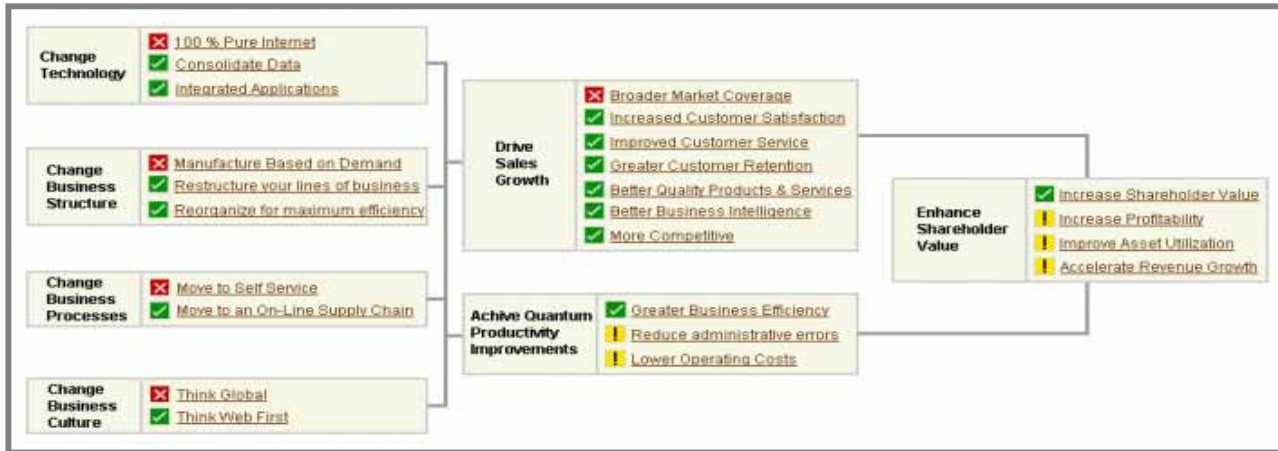 Change
Technology
100 % Pure Internet
Consolidate Data
Integrated Applications
Change
Business
Structure
Manufacture Based on Demand
Restructure your lines of business
Reorganize for maximum efficiency
Change
Business
Processes
Move to Self Service
Move to an On-Line Supply Chain
Change
Business
Culture
Think Global
Think Web First
Drive
Sales
Growth
Broader Market Coverage
Increased Customer Satisfaction
Improved Customer Service
Greater Customer Retention
Better Quality Products & Services
Better Business Intelligence
More Competitive
Achive Quantum
Productivity
Improvements
Greater Business Efficiency
Reduce administrative errors
Lower Operating Costs
Enhance
Shareholder
Value
Increase Shareholder Value
Increase Profitability
Improve Asset Utilization
Accelerate Revenue Growth